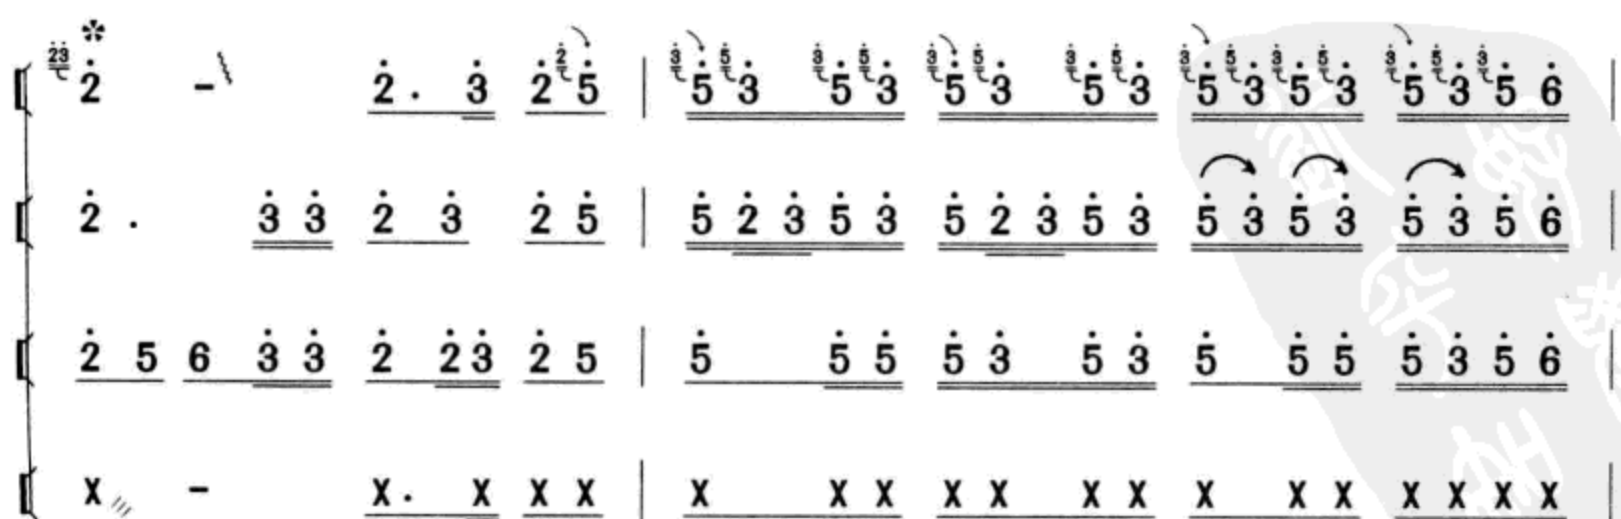 2̇ - 2̇ . 3̇ 2̇ 5̇ | 5̇ 3̇ 5̇ 3̇ 5̇ 3̇ 5̇ 3̇ 5̇ 3̇ 5̇ 3̇ 5̇ 3̇ 5̇ 6̇ |
2̇ . 3̇ 3̇ 2̇ 3̇ 2̇ 5̇ | 5̇ 2̇ 3̇ 5̇ 3̇ 5̇ 2̇ 3̇ 5̇ 3̇ 5̇ 3̇ 5̇ 3̇ 5̇ 3̇ 5̇ 6̇ |
2̇ 5 6 3̇ 3̇ 2̇ 2̇ 3̇ 2̇ 5̇ | 5̇ 5̇ 5̇ 5̇ 3̇ 5̇ 3̇ 5̇ 5̇ 5̇ 5̇ 3̇ 5̇ 6̇ |
X - X . X X X | X X X X X X X X X X X X X X |